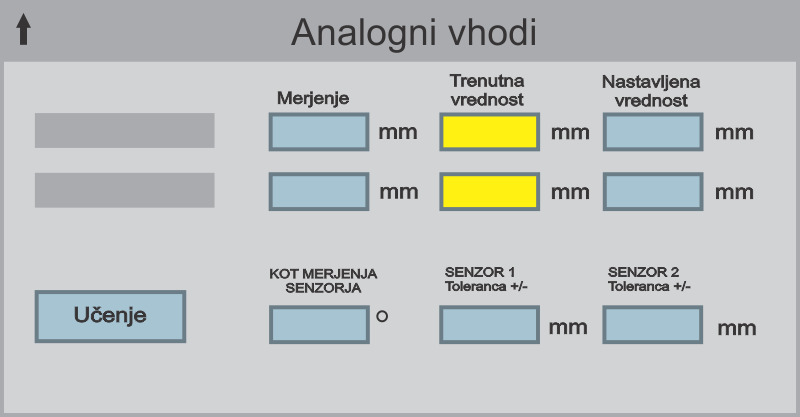 Analogni vhodi
Merjenje
Trenutna
vrednost
Nastavljena
vrednost
mm mm mm
mm mm mm
KOT MERJENJA
SENZORJA
SENZOR 1
Toleranca +/-
SENZOR 2
Toleranca +/-
Učenje
° mm mm